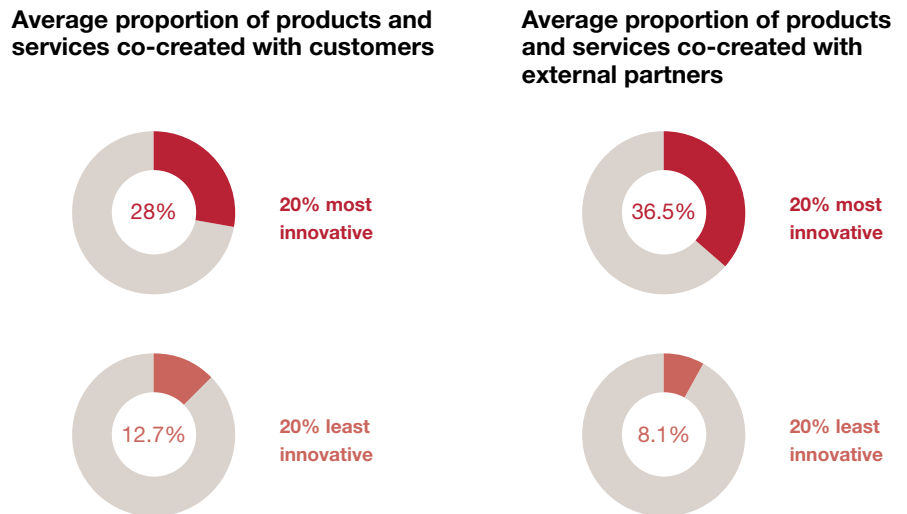 Average proportion of products and
services co-created with customers
28%
20% most
innovative
12.7%
20% least
innovative
Average proportion of products
and services co-created with
external partners
36.5%
20% most
innovative
8.1%
20% least
innovative